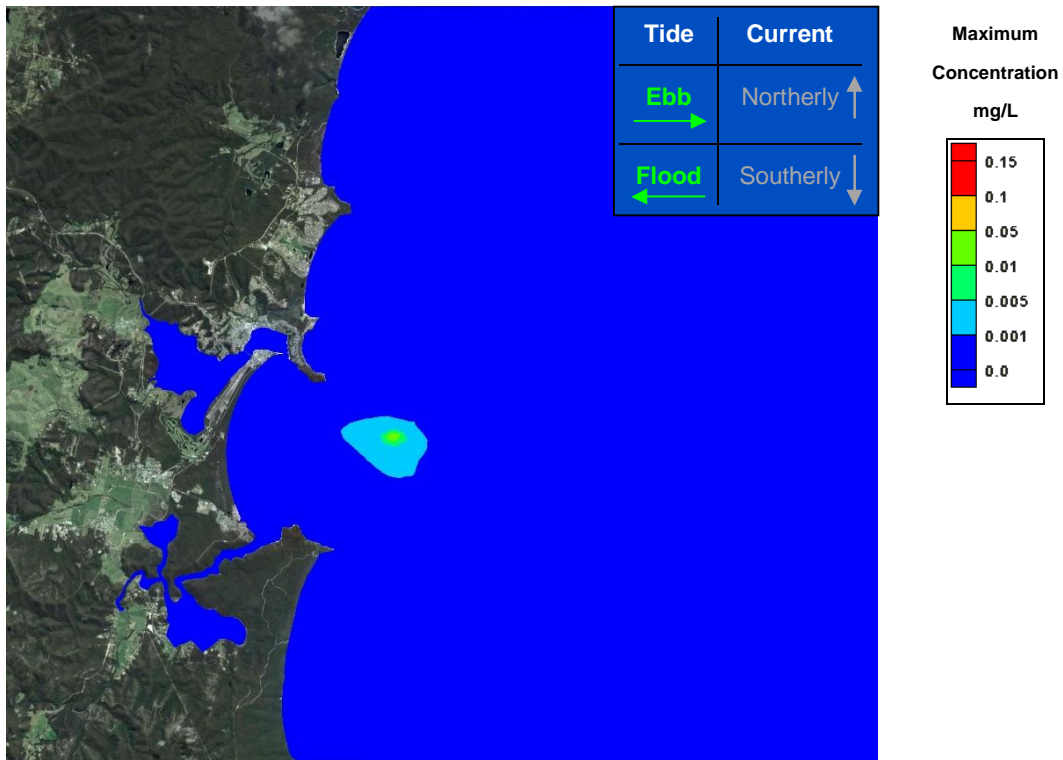 Tide Current
Ebb Northerly
Flood Southerly
Maximum
Concentration
mg/L
0.15
0.1
0.05
0.01
0.005
0.001
0.0